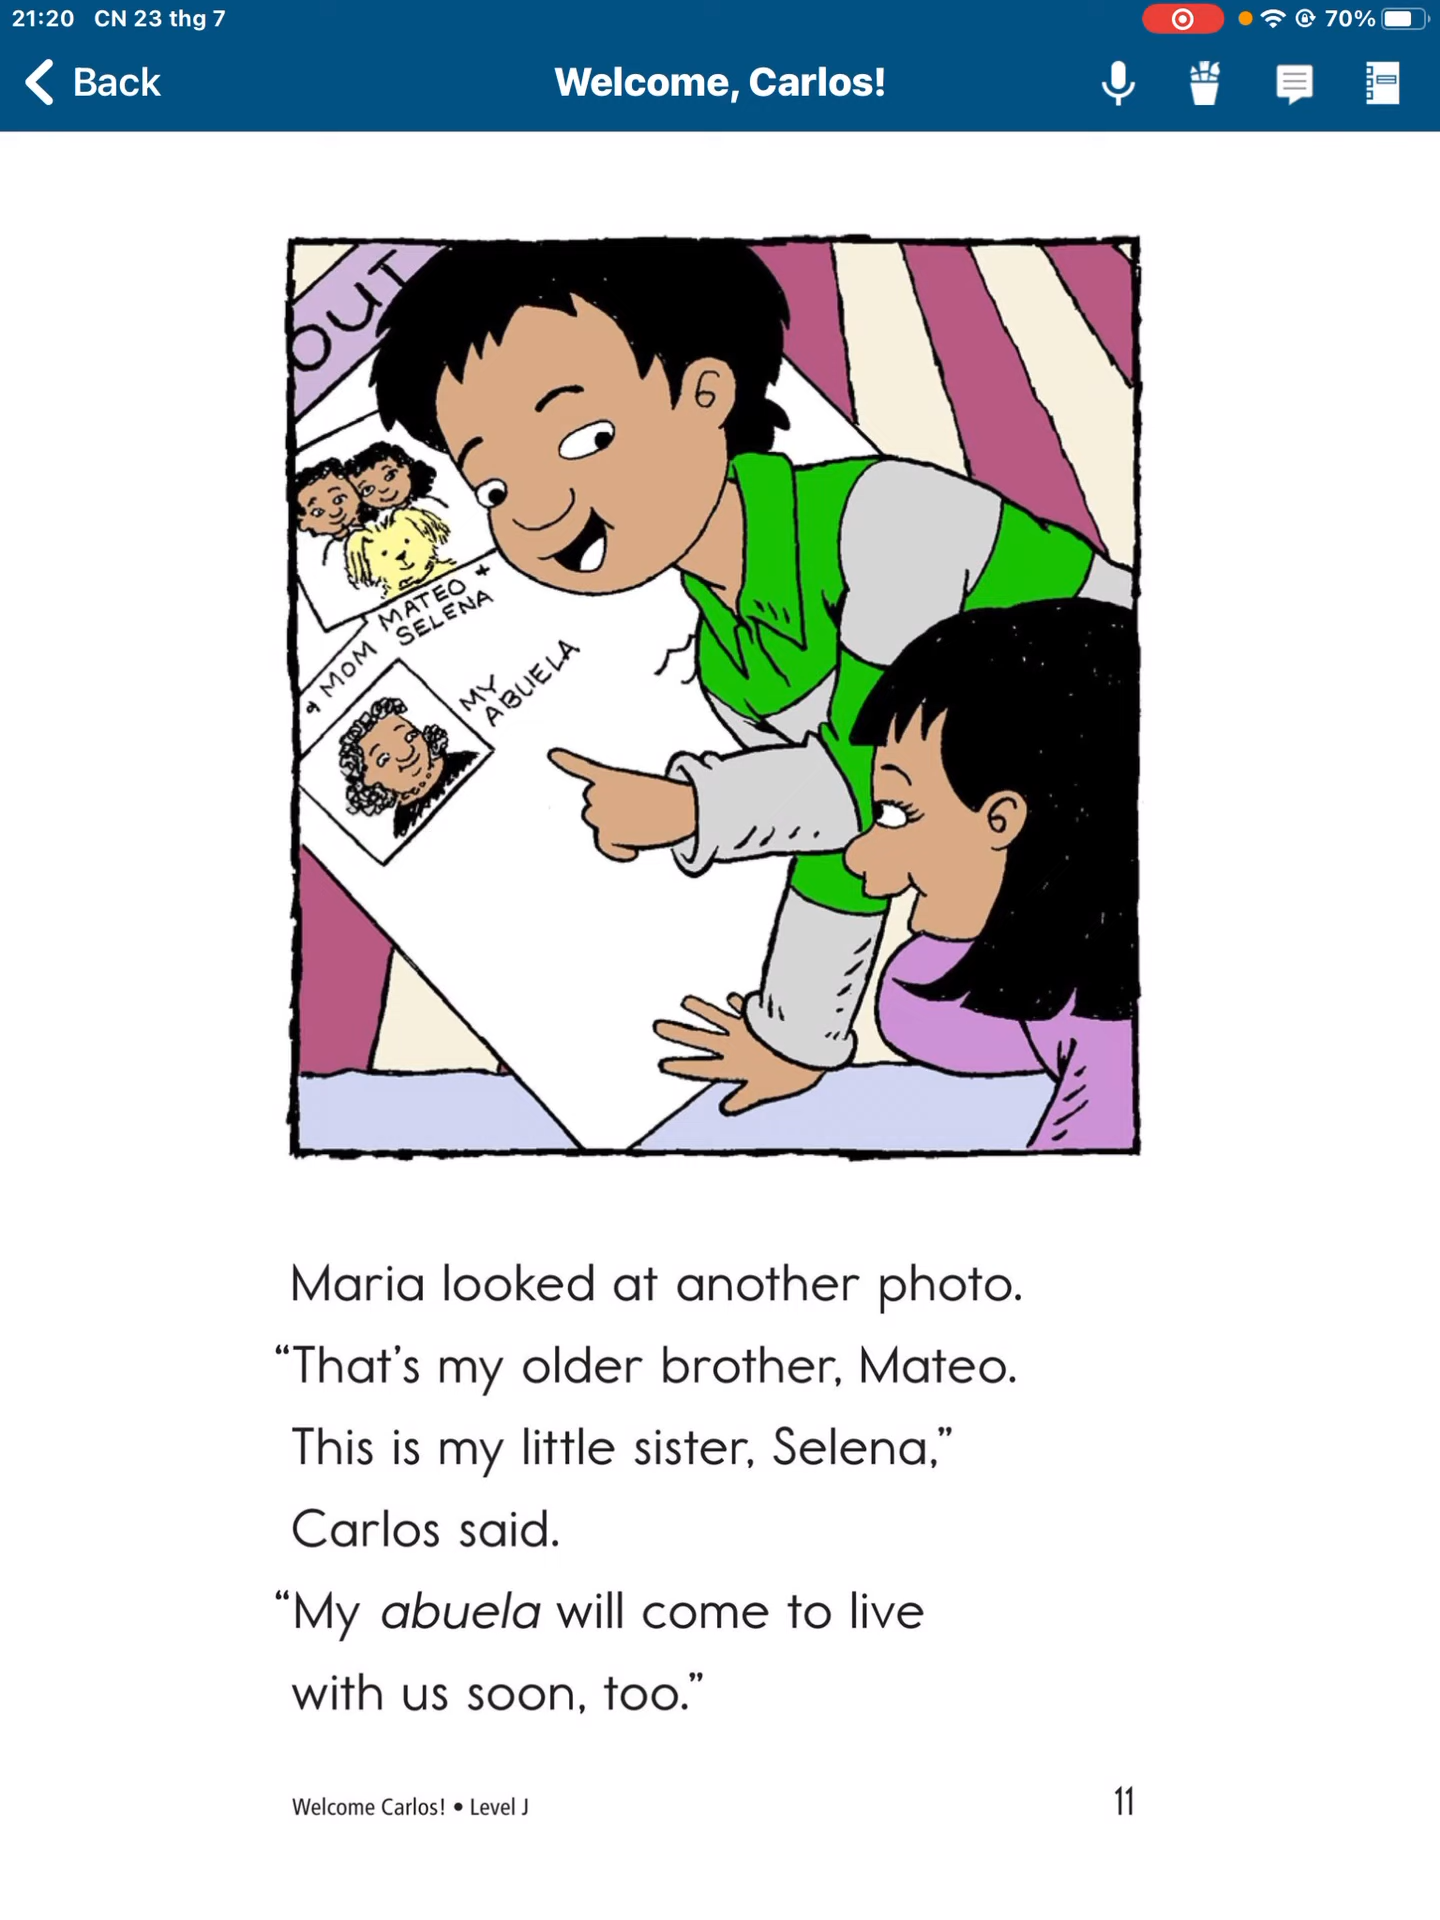 21:20 CN 23 thg 7
70%
Back
Welcome, Carlos!
OUT
MATEO +
SELENA
& MOM
MY
ABUELA
Maria looked at another photo.
“That’s my older brother, Mateo.
This is my little sister, Selena,”
Carlos said.
“My abuela will come to live
with us soon, too.”
Welcome Carlos! • Level J
11